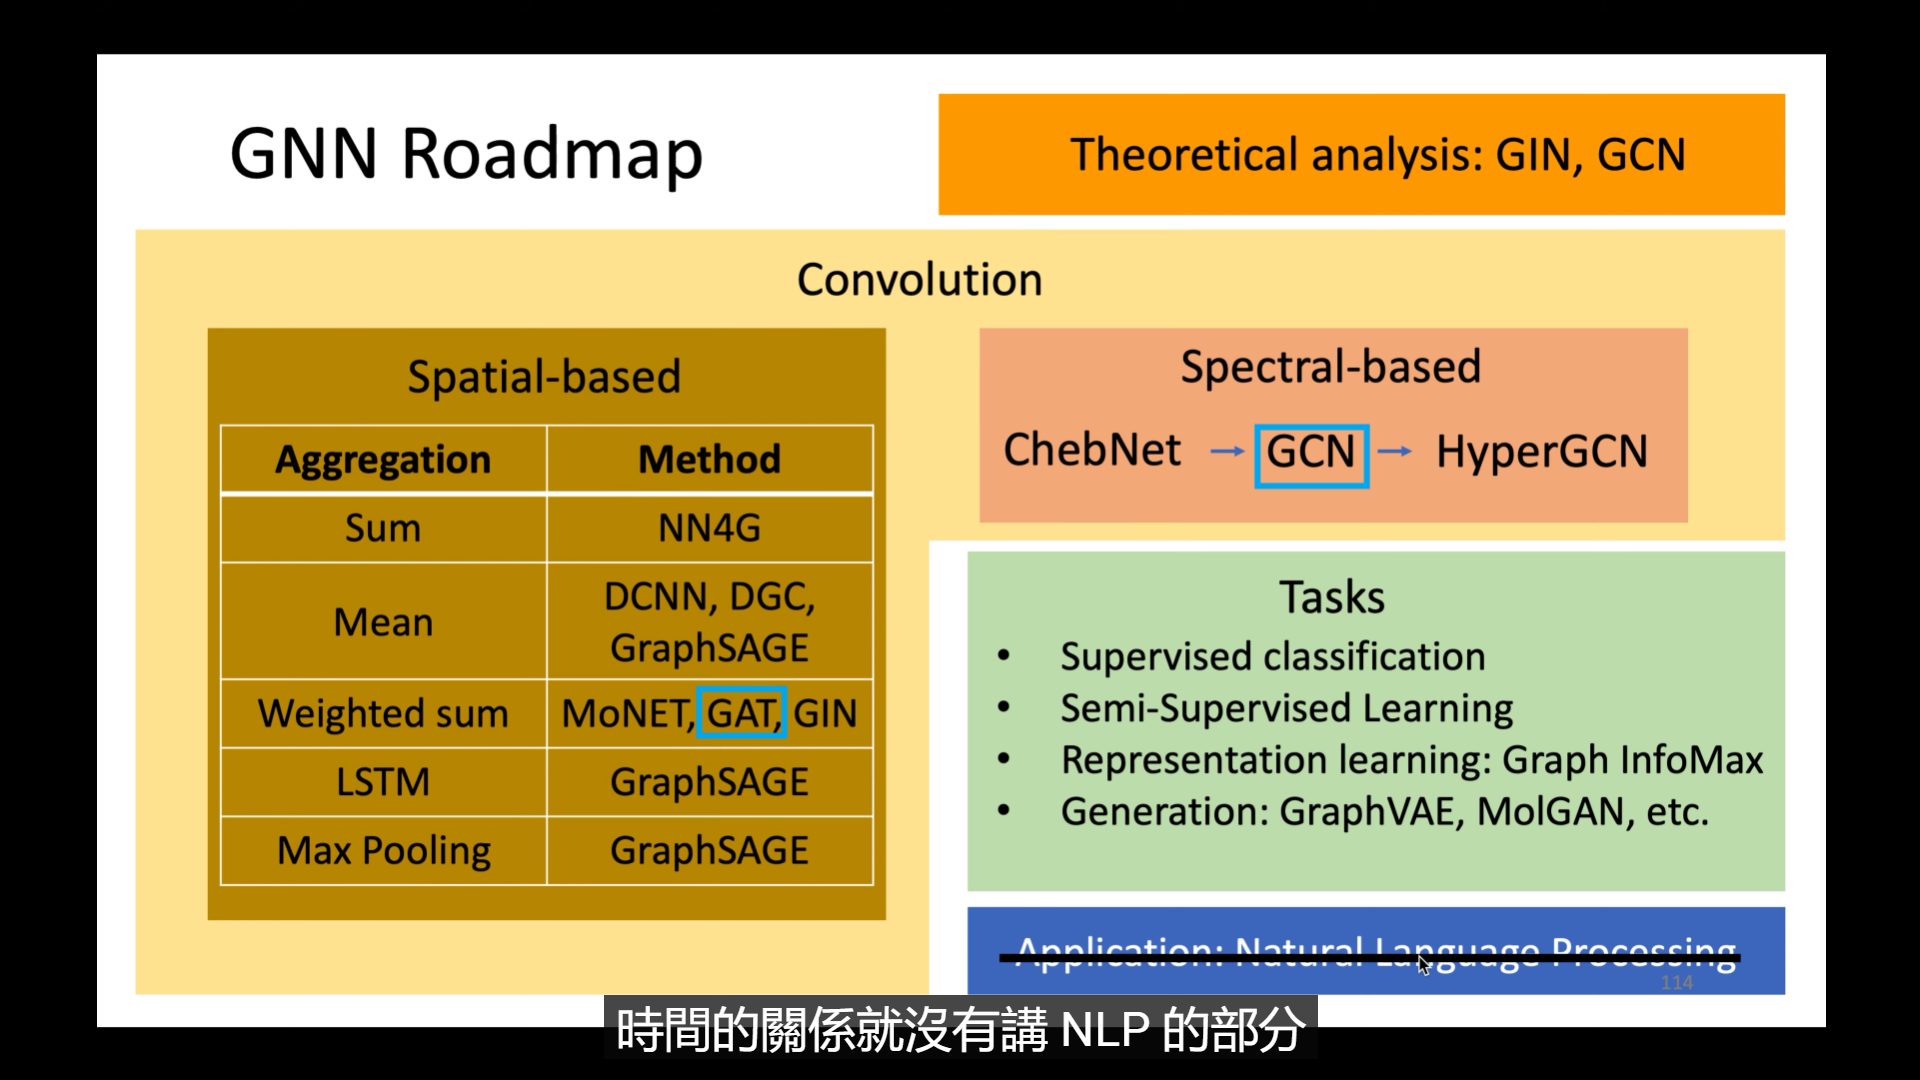 GNN Roadmap
Theoretical analysis: GIN, GCN
Convolution
Spatial-based
Aggregation Method
Sum NN4G
Mean DCNN, DGC,
GraphSAGE
Weighted sum MoNET, GAT, GIN
LSTM GraphSAGE
Max Pooling GraphSAGE
Spectral-based
ChebNet → GCN → HyperGCN
Tasks
• Supervised classification
• Semi-Supervised Learning
• Representation learning: Graph InfoMax
• Generation: GraphVAE, MolGAN, etc.
Application: Natural Language Processing
114
時間的關係就沒有講 NLP 的部分